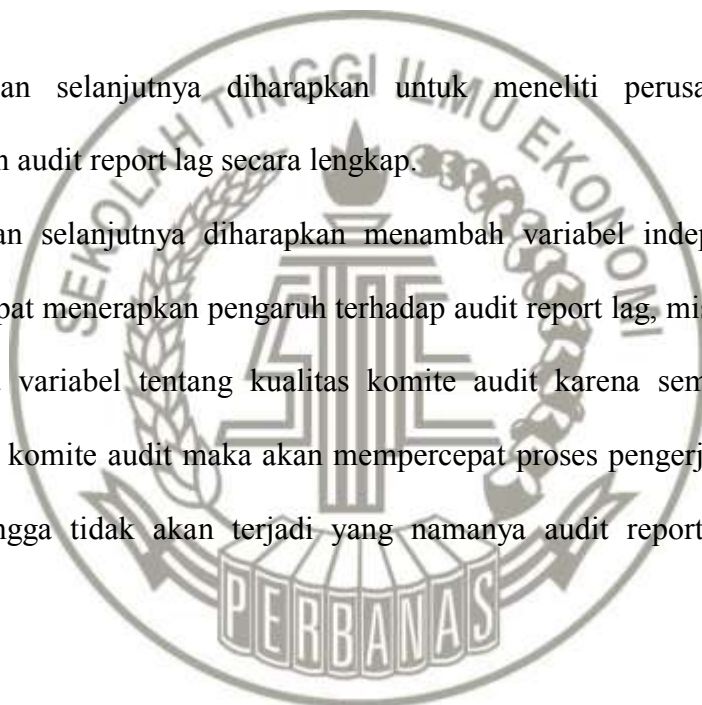 an selanjutnya diharapkan untuk meneliti perusa
n audit report lag secara lengkap.
an selanjutnya diharapkan menambah variabel indep
pat menerapkan pengaruh terhadap audit report lag, mis
variabel tentang kualitas komite audit karena sem
komite audit maka akan mempercepat proses pengerj
ngga tidak akan terjadi yang namanya audit report
SEKOLAH TINGGI ILMU EKONOMI
PERBANAS